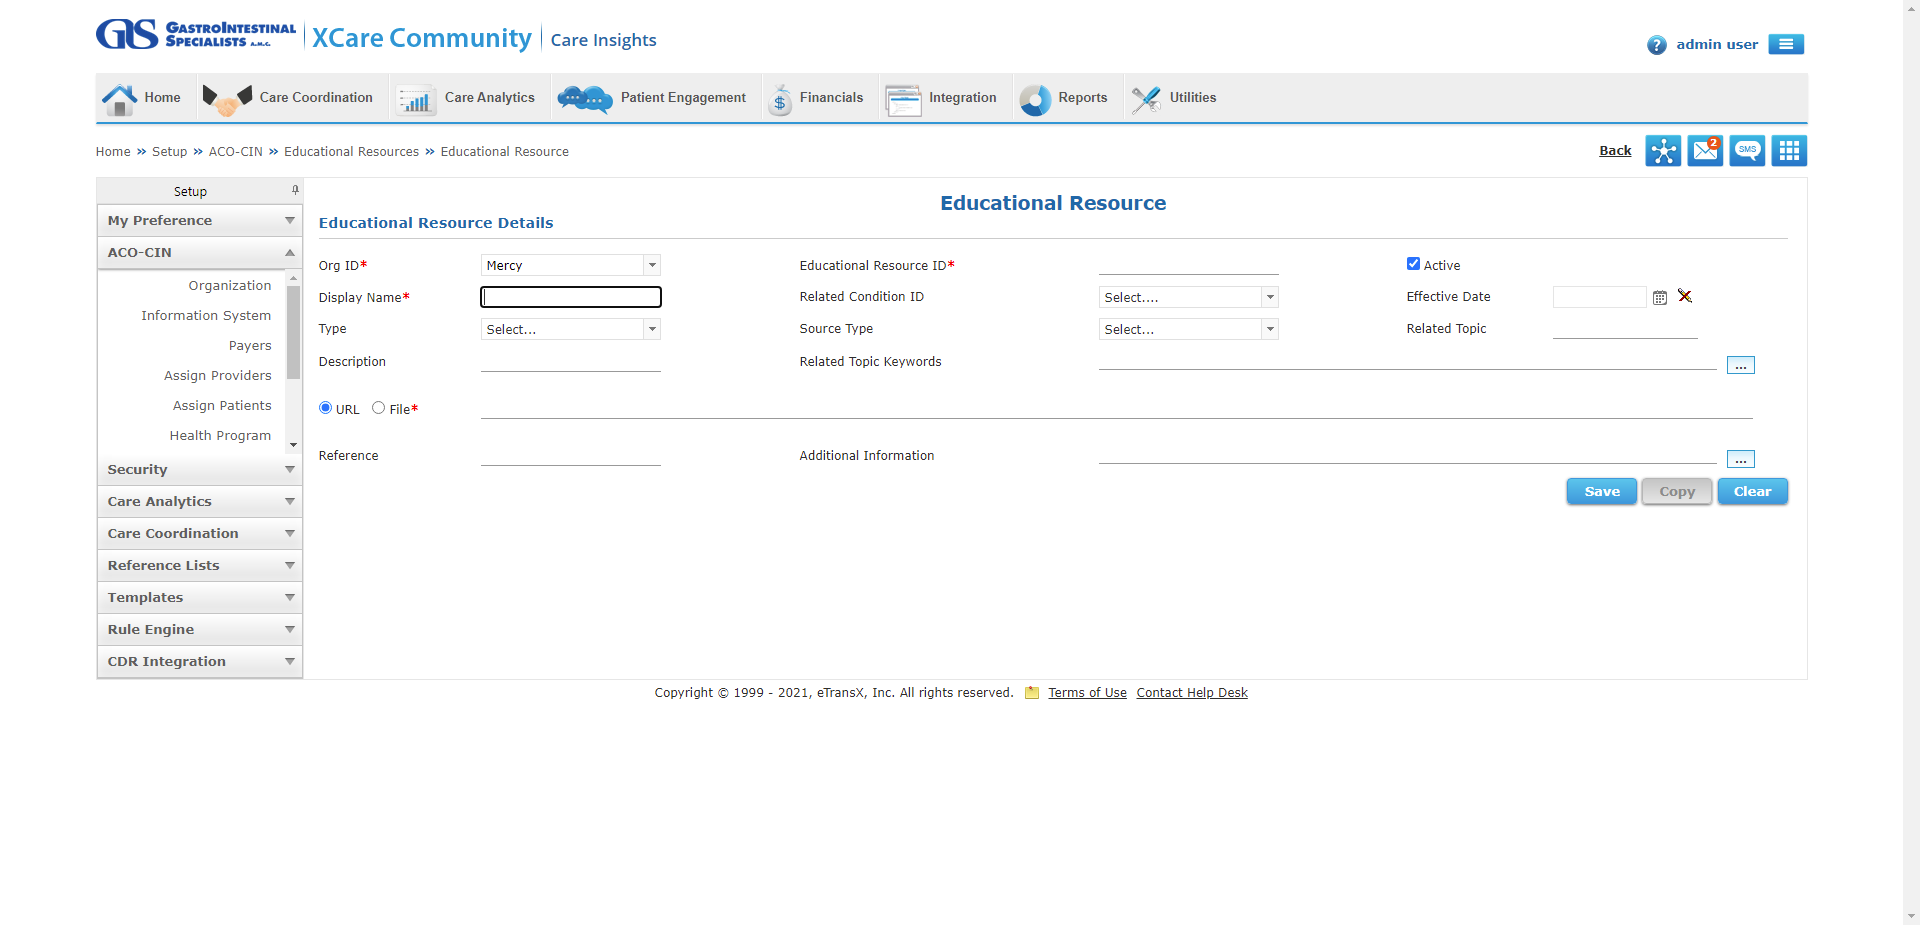 GIS GASTROINTESTINAL SPECIALISTS A.M.C. XCare Community Care Insights
? admin user
Home Care Coordination Care Analytics Patient Engagement Financials Integration Reports Utilities
Home » Setup » ACO-CIN » Educational Resources » Educational Resource
Back 2 SMS
Setup
My Preference
ACO-CIN
Organization
Information System
Payers
Assign Providers
Assign Patients
Health Program
Security
Care Analytics
Care Coordination
Reference Lists
Templates
Rule Engine
CDR Integration
Educational Resource
Educational Resource Details
Org ID* Mercy Educational Resource ID* Active
Display Name* Related Condition ID Select.... Effective Date
Type Select... Source Type Select... Related Topic
Description Related Topic Keywords ...
URL File*
Reference Additional Information ...
Save Copy Clear
Copyright © 1999 - 2021, eTransX, Inc. All rights reserved. Terms of Use Contact Help Desk